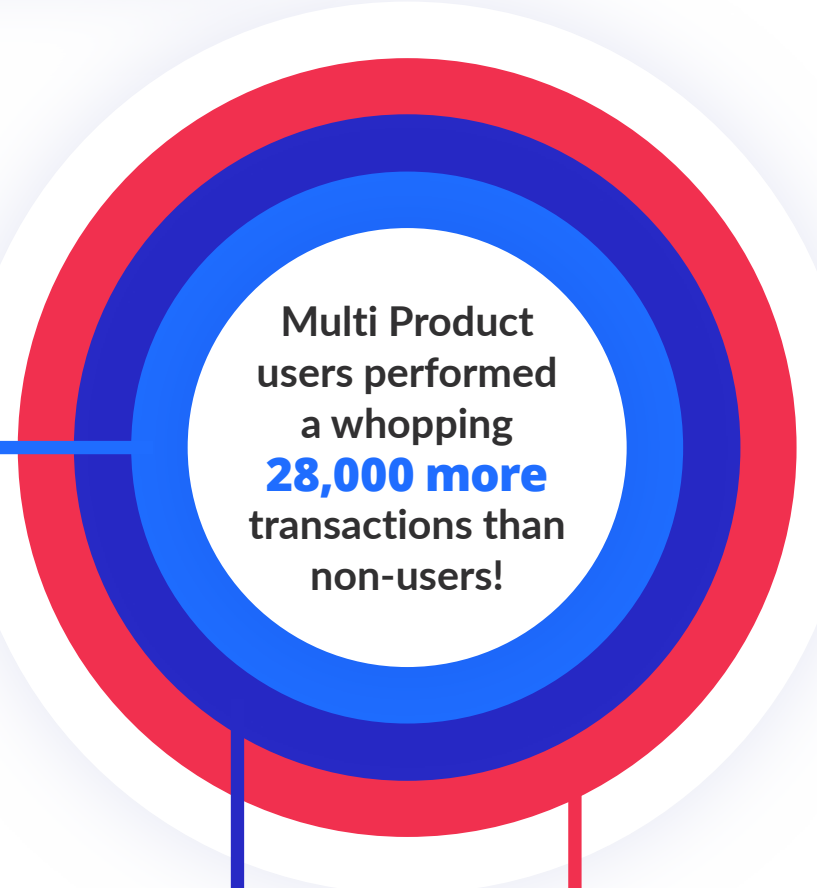 Multi Product
users performed
a whopping
28,000 more
transactions than
non-users!